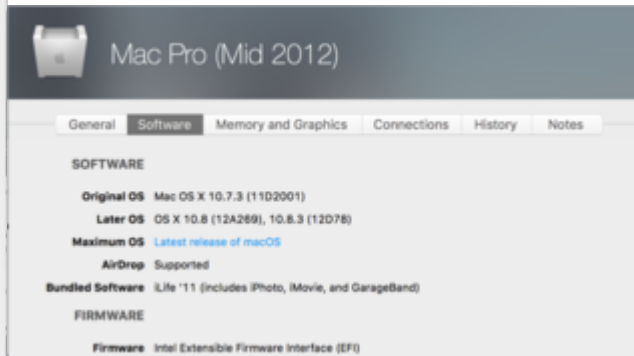 Mac Pro (Mid 2012)
General Software Memory and Graphics Connections History Notes
SOFTWARE
Original OS Mac OS X 10.7.3 (11D2001)
Later OS OS X 10.8 (12A269), 10.8.3 (12D78)
Maximum OS Latest release of macOS
AirDrop Supported
Bundled Software iLife '11 (includes iPhoto, iMovie, and GarageBand)
FIRMWARE
Firmware Intel Extensible Firmware Interface (EFI)